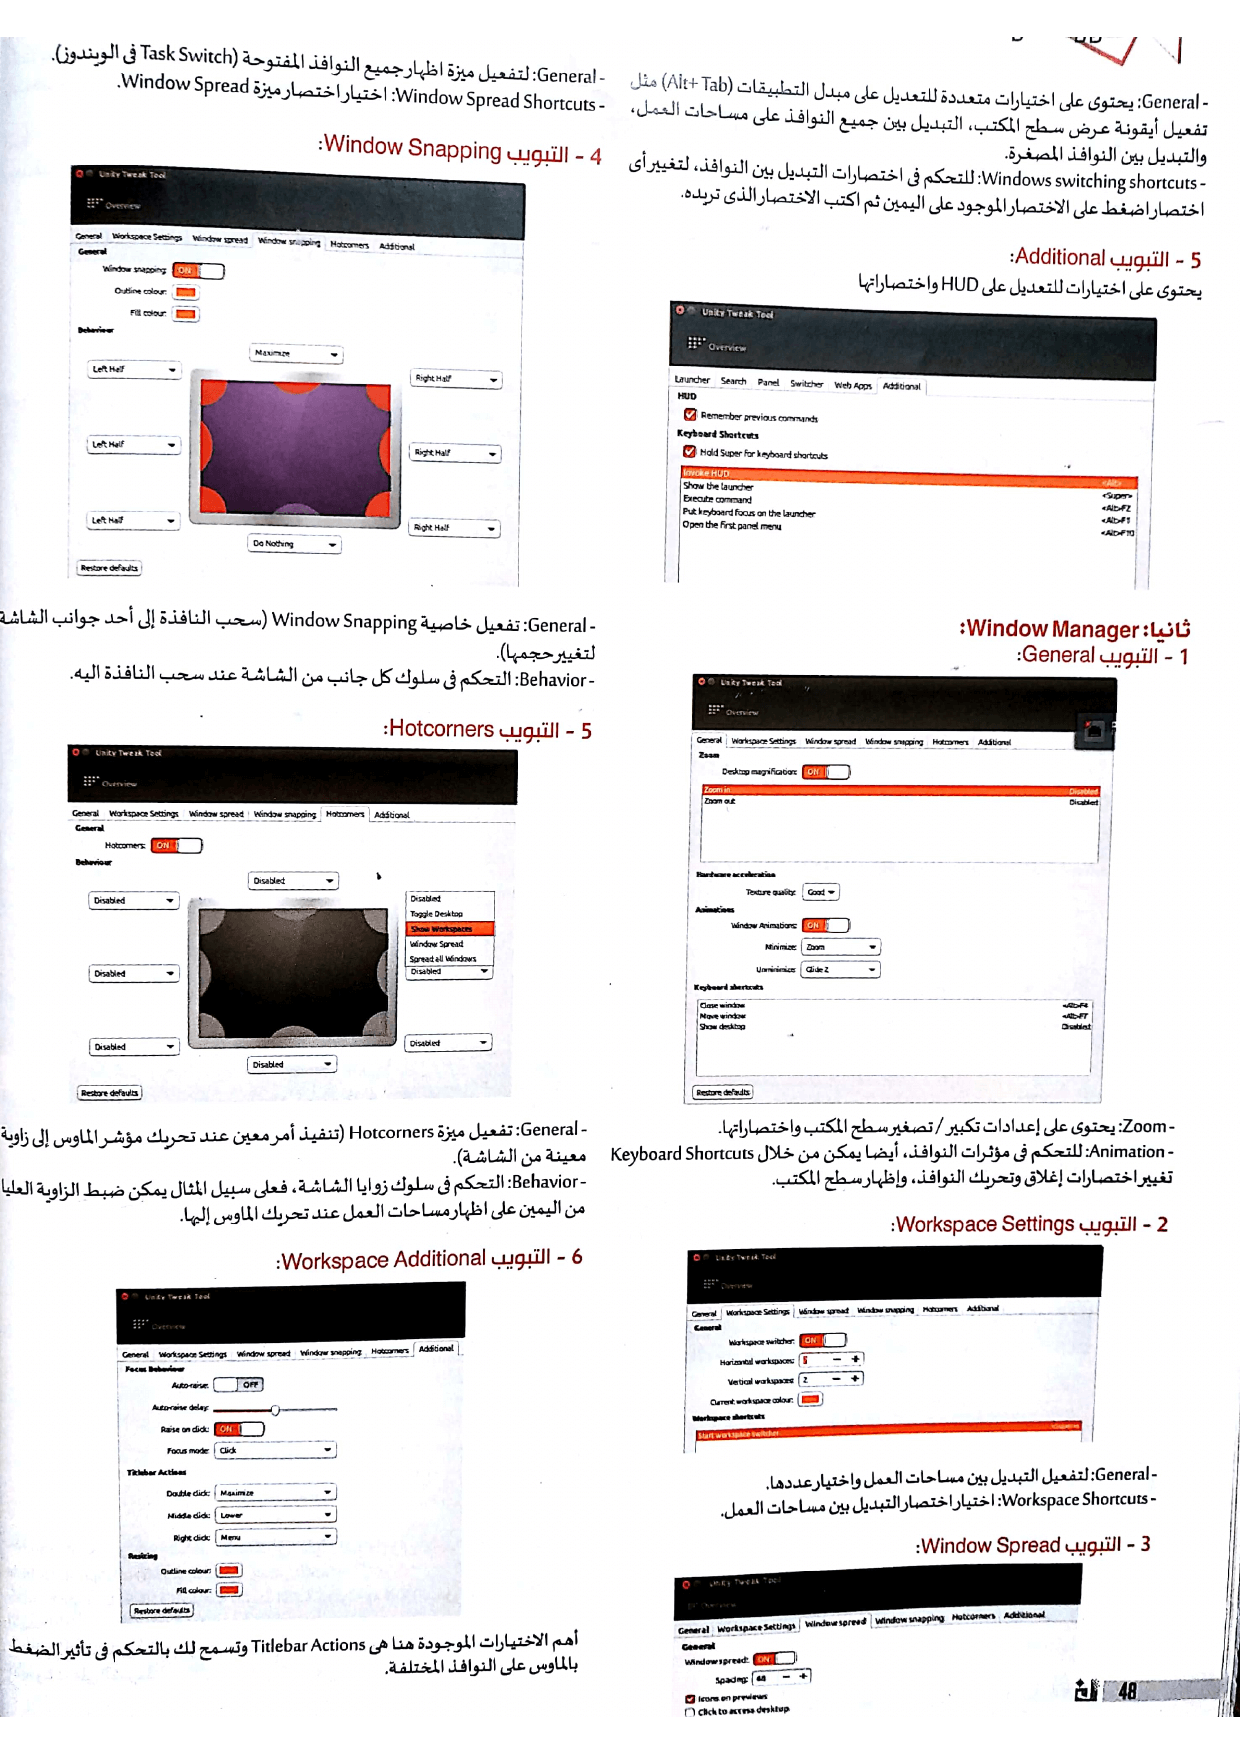 - General: يحتوى على اختيارات متعددة للتعديل على مبدل التطبيقات (Alt+Tab) مثل
تفعيل أيقونة عرض سطح المكتب، التبديل بين جميع النوافذ على مساحات العمل،
والتبديل بين النوافذ المصغرة.
- Windows switching shortcuts: للتحكم فى اختصارات التبديل بين النوافذ، لتغيير أى
اختصار اضغط على الاختصار الموجود على اليمين ثم اكتب الاختصار الذى تريده.
5 - التبويب Additional:
يحتوى على اختيارات للتعديل على HUD واختصاراتها
Unity Tweak Tool
Overview
Launcher Search Panel Switcher Web Apps Additional
HUD
Remember previous commands
Keyboard Shortcuts
Hold Super for keyboard shortcuts
Invoke HUD <Alt>
Show the launcher <Super>
Execute command <Alt>F2
Put keyboard focus on the launcher <Alt>F1
Open the first panel menu <Alt>F10
ثانيا: Window Manager:
1 - التبويب General:
Unity Tweak Tool
Overview
General Workspace Settings Window spread Window snapping Hotcorners Additional
Zoom
Desktop magnification: ON
Zoom in Disabled
Zoom out Disabled
Hardware acceleration
Texture quality: Good
Animations
Window Animations: ON
Minimize: Zoom
Unminimize: Glide 2
Keyboard shortcuts
Close window <Alt>F4
Move window <Alt>F7
Show desktop Disabled
Restore defaults
- Zoom: يحتوى على إعدادات تكبير / تصغير سطح المكتب واختصاراتها.
- Animation: للتحكم فى مؤثرات النوافذ، أيضا يمكن من خلال Keyboard Shortcuts
تغيير اختصارات إغلاق وتحريك النوافذ، وإظهار سطح المكتب.
2 - التبويب Workspace Settings:
Unity Tweak Tool
Overview
General Workspace Settings Window spread Window snapping Hotcorners Additional
General
Workspace switcher: ON
Horizontal workspaces: 5 - +
Vertical workspaces: 2 - +
Current workspace colour:
Workspace shortcuts
Start workspace switcher
- General: لتفعيل التبديل بين مساحات العمل واختيار عددها.
- Workspace Shortcuts: اختيار اختصار التبديل بين مساحات العمل.
3 - التبويب Window Spread:
Unity Tweak Tool
Overview
General Workspace Settings Window spread Window snapping Hotcorners Additional
General
Window spread: ON
Spacing: - +
Icons on previews
Click to access desktop
48
- General: لتفعيل ميزة اظهار جميع النوافذ المفتوحة (Task Switch فى الويندوز).
- Window Spread Shortcuts: اختيار اختصار ميزة Window Spread.
4 - التبويب Window Snapping:
Unity Tweak Tool
Overview
General Workspace Settings Window spread Window snapping Hotcorners Additional
General
Window snapping: ON
Outline colour:
Fill colour:
Behaviour
Maximize
Left Half Right Half
Left Half Right Half
Left Half Right Half
Do Nothing
Restore defaults
- General: تفعيل خاصية Window Snapping (سحب النافذة إلى أحد جوانب الشاشة
لتغيير حجمها).
- Behavior: التحكم فى سلوك كل جانب من الشاشة عند سحب النافذة اليه.
5 - التبويب Hotcorners:
Unity Tweak Tool
Overview
General Workspace Settings Window spread Window snapping Hotcorners Additional
General
Hotcorners: ON
Behaviour
Disabled
Disabled Disabled
Toggle Desktop
Show Workspaces
Window Spread
Spread all Windows
Disabled Disabled
Disabled Disabled
Disabled
Restore defaults
- General: تفعيل ميزة Hotcorners (تنفيذ أمر معين عند تحريك مؤشر الماوس إلى زاوية
معينة من الشاشة).
- Behavior: التحكم فى سلوك زوايا الشاشة، فعلى سبيل المثال يمكن ضبط الزاوية العليا
من اليمين على اظهار مساحات العمل عند تحريك الماوس إليها.
6 - التبويب Workspace Additional:
Unity Tweak Tool
Overview
General Workspace Settings Window spread Window snapping Hotcorners Additional
Focus Behaviour
Auto-raise: OFF
Auto-raise delay:
Raise on click: ON
Focus mode: Click
Titlebar Actions
Double click: Maximize
Middle click: Lower
Right click: Menu
Resizing
Outline colour:
Fill colour:
Restore defaults
أهم الاختيارات الموجودة هنا هى Titlebar Actions وتسمح لك بالتحكم فى تأثير الضغط
بالماوس على النوافذ المختلفة.